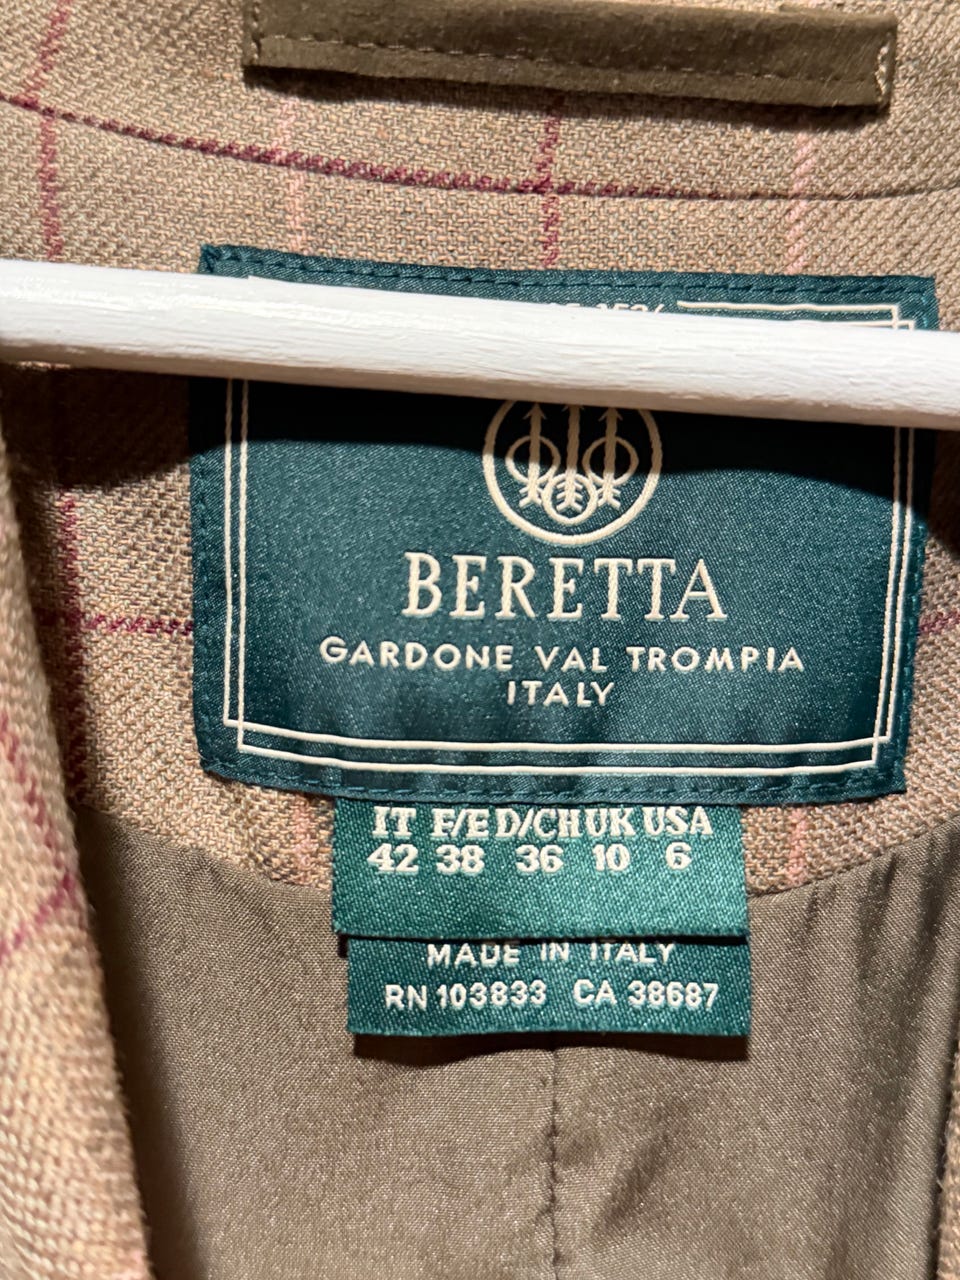 BERETTA
GARDONE VAL TROMPIA
ITALY
IT F/E D/CH UK USA
42 38 36 10 6
MADE IN ITALY
RN 103833 CA 38687